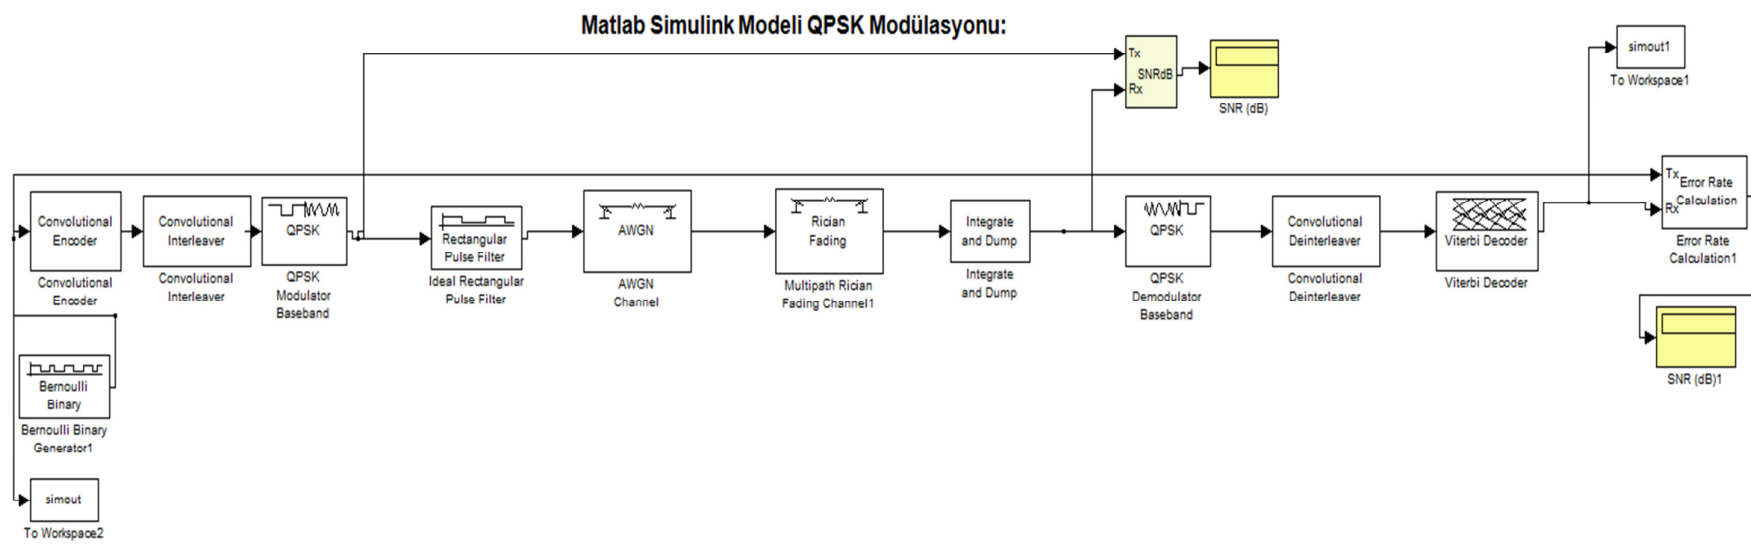 Matlab Simulink Modeli QPSK Modülasyonu:
Tx
SNRdB
Rx
SNR (dB)
simout1
To Workspace1
Convolutional
Encoder
Convolutional
Encoder
Convolutional
Interleaver
Convolutional
Interleaver
QPSK
QPSK
Modulator
Baseband
Rectangular
Pulse Filter
Ideal Rectangular
Pulse Filter
AWGN
AWGN
Channel
Rician
Fading
Multipath Rician
Fading Channel1
Integrate
and Dump
Integrate
and Dump
QPSK
QPSK
Demodulator
Baseband
Convolutional
Deinterleaver
Convolutional
Deinterleaver
Viterbi Decoder
Viterbi Decoder
Tx
Error Rate
Calculation
Rx
Error Rate
Calculation1
SNR (dB)1
Bernoulli
Binary
Bernoulli Binary
Generator1
simout
To Workspace2